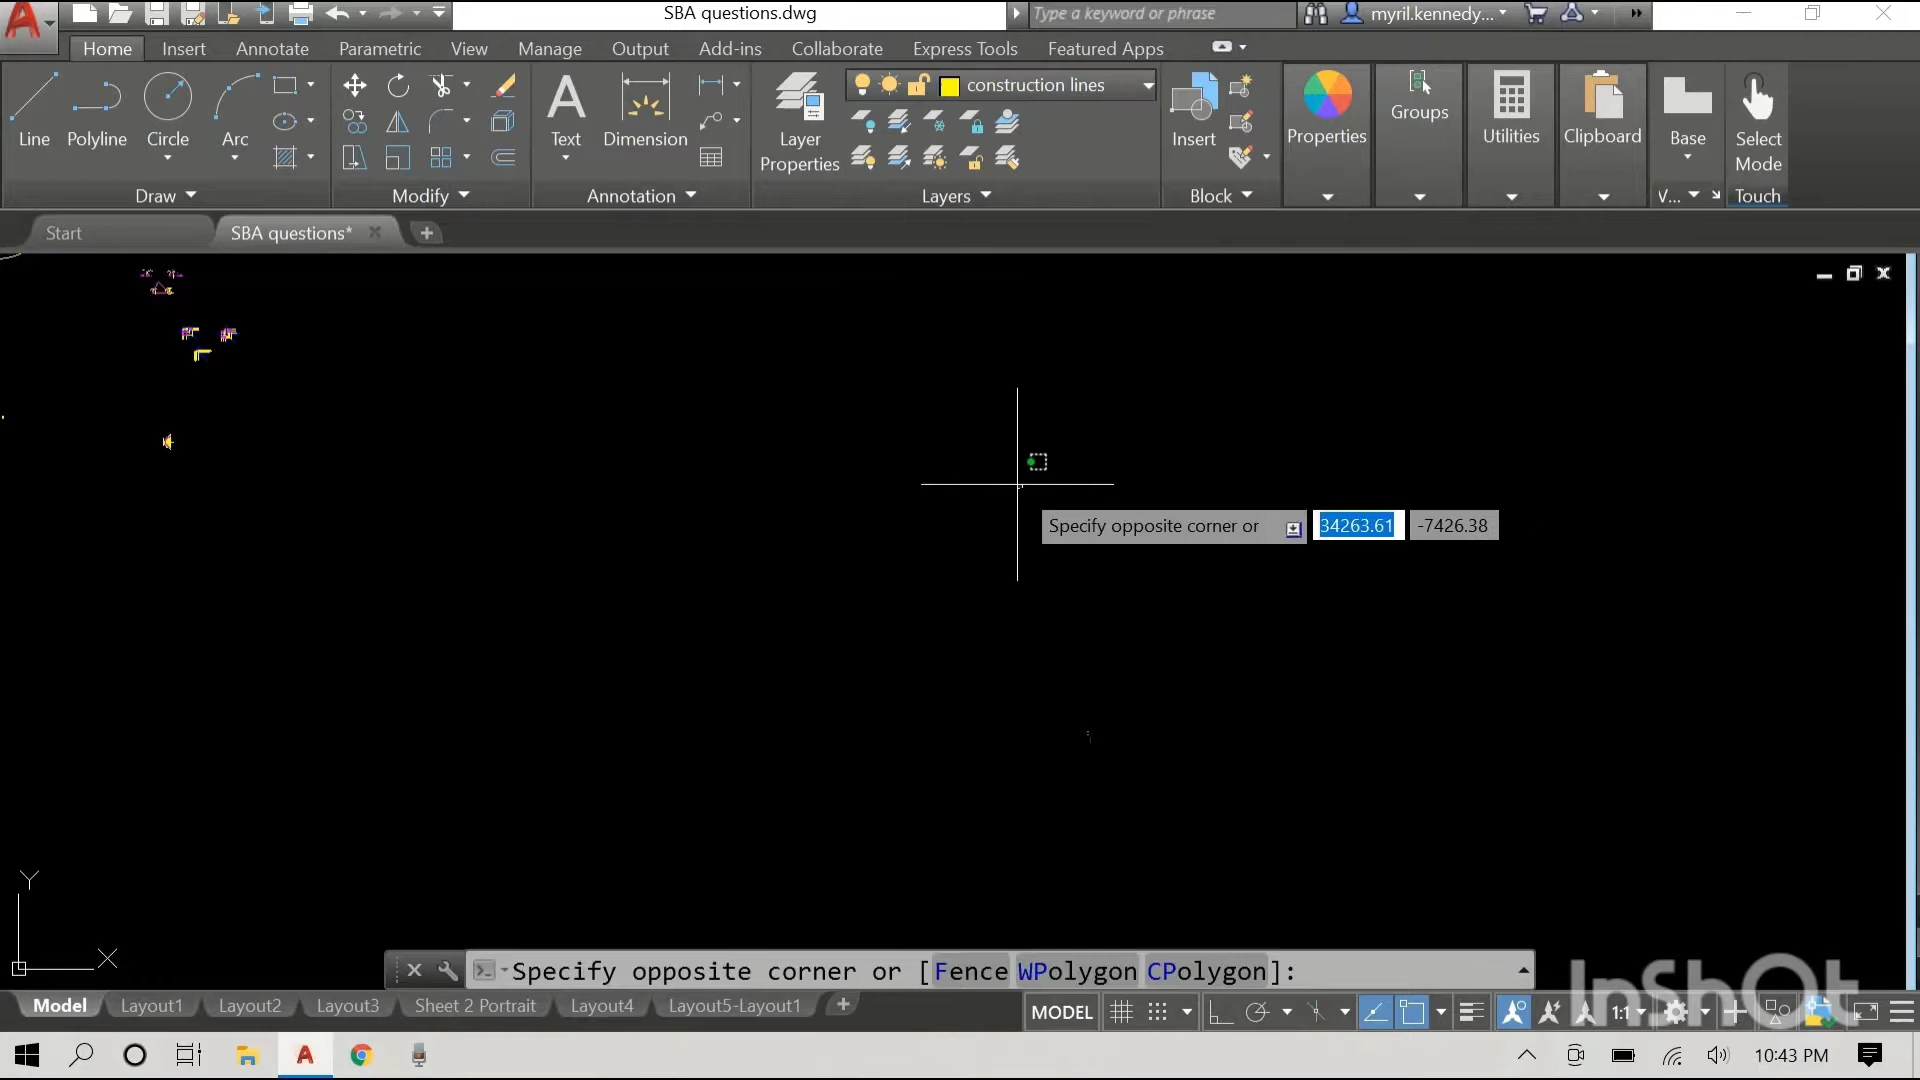 SBA questions.dwg
Type a keyword or phrase
myril.kennedy...
Home Insert Annotate Parametric View Manage Output Add-ins Collaborate Express Tools Featured Apps
Line Polyline Circle Arc
Text Dimension
Layer
Properties
construction lines
Insert
Properties
Groups
Utilities
Clipboard
Base
Select
Mode
Draw Modify Annotation Layers Block V... Touch
Start SBA questions*
Specify opposite corner or 34263.61 -7426.38
Y
X
Specify opposite corner or [Fence WPolygon CPolygon]:
InShOt
Model Layout1 Layout2 Layout3 Sheet 2 Portrait Layout4 Layout5-Layout1
MODEL 1:1
10:43 PM